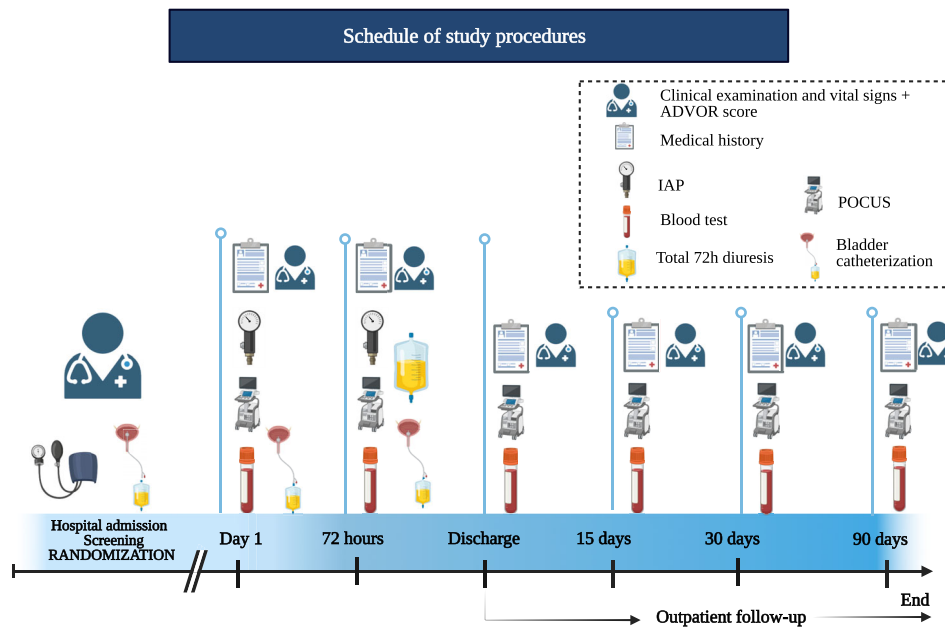 Schedule of study procedures
Clinical examination and vital signs +
ADVOR score
Medical history
IAP
POCUS
Blood test
Total 72h diuresis
Bladder
catheterization
Hospital admission
Screening
RANDOMIZATION
Day 1
72 hours
Discharge
15 days
30 days
90 days
End
Outpatient follow-up